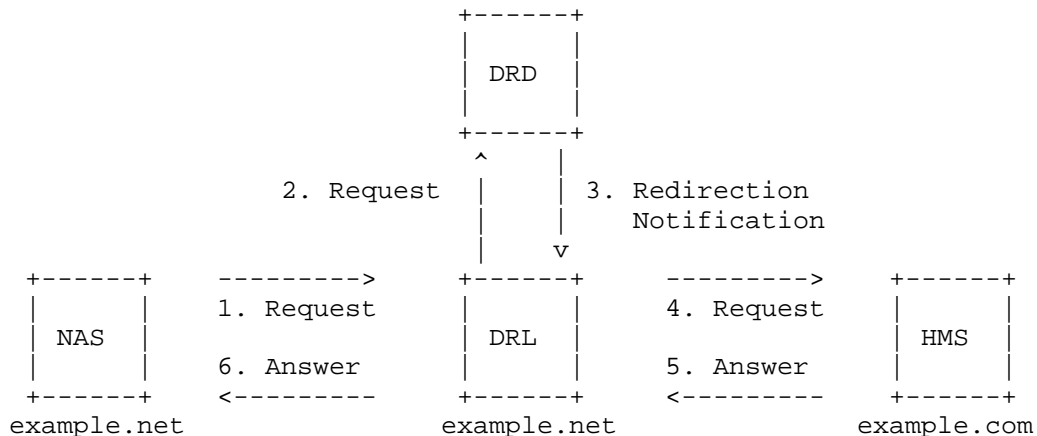 DRD
2. Request 3. Redirection
Notification
1. Request 4. Request
NAS DRL HMS
6. Answer 5. Answer
example.net example.net example.com